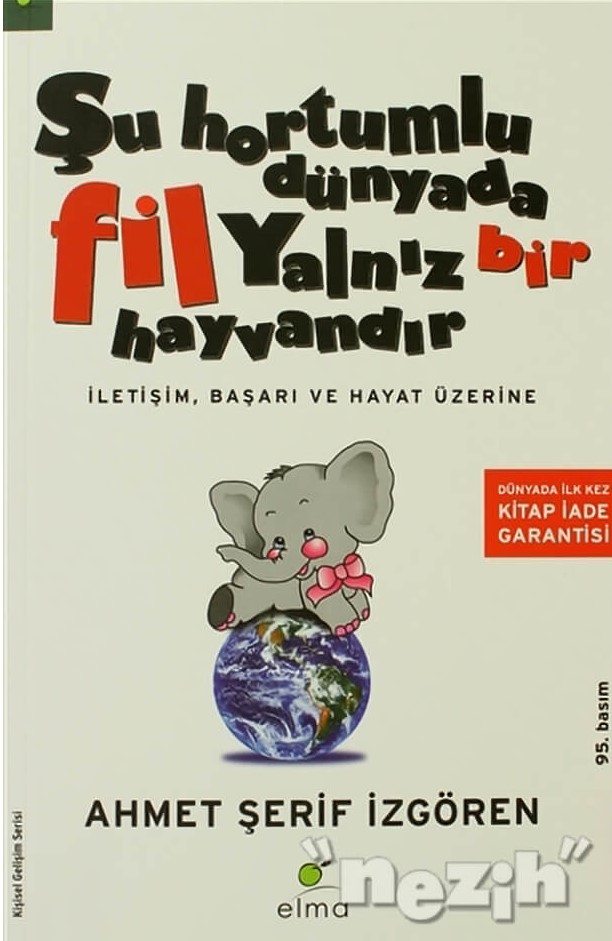 Şu hortumlu
dünyada
fil Yalnız bir
hayvandır
İLETİŞİM, BAŞARI VE HAYAT ÜZERİNE
DÜNYADA İLK KEZ
KİTAP İADE
GARANTİSİ
95. basım
AHMET ŞERİF İZGÖREN
Kişisel Gelişim Serisi
elma
"nezih"